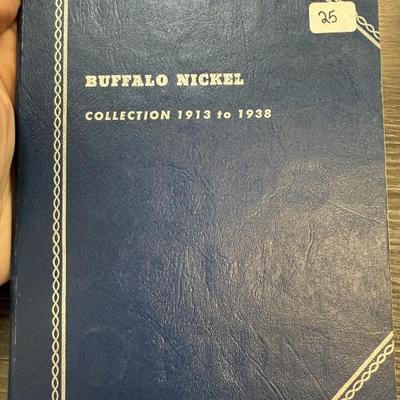 25
BUFFALO NICKEL
COLLECTION 1913 to 1938